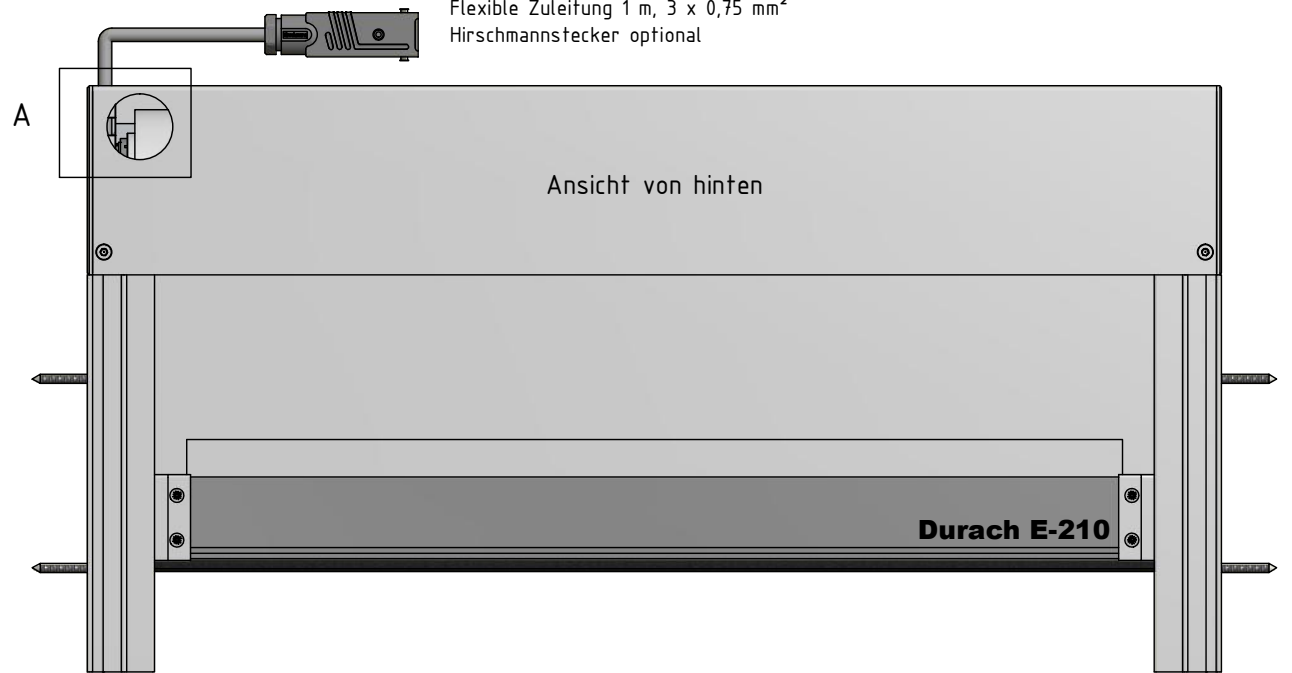 Flexible Zuleitung 1 m, 3 x 0,75 mm²
Hirschmannstecker optional
A
Ansicht von hinten
Durach E-210